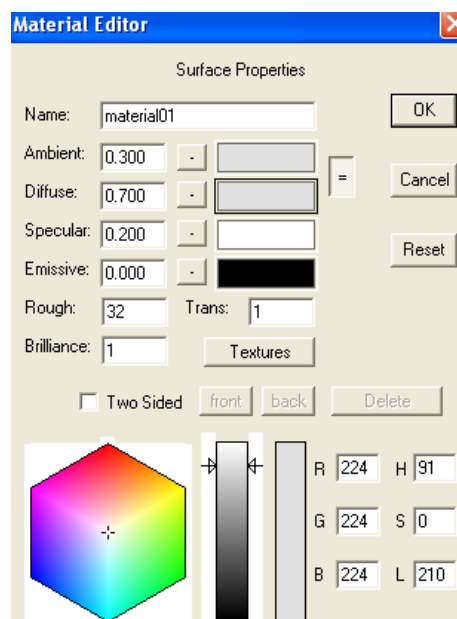 Material Editor
Surface Properties
Name: material01 OK
Ambient: 0.300 - =
Diffuse: 0.700 - Cancel
Specular: 0.200 -
Reset
Emissive: 0.000 -
Rough: 32 Trans: 1
Brilliance: 1 Textures
Two Sided front back Delete
R 224 H 91
G 224 S 0
B 224 L 210